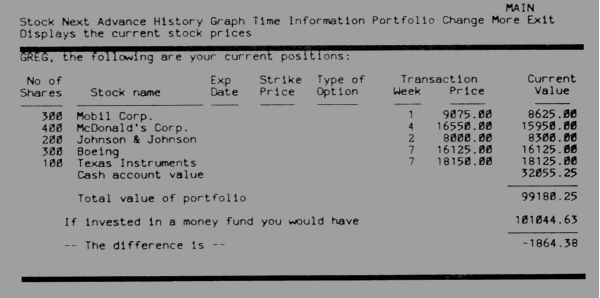 MAIN
Stock Next Advance History Graph Time Information Portfolio Change More Exit
Displays the current stock prices
GREG, the following are your current positions:
No of Exp Strike Type of Transaction Current
Shares Stock name Date Price Option Week Price Value
300 Mobil Corp. 1 9075.00 8625.00
400 McDonald's Corp. 4 16550.00 15950.00
200 Johnson & Johnson 2 8000.00 8300.00
300 Boeing 7 16125.00 16125.00
100 Texas Instruments 7 18150.00 18125.00
Cash account value 32055.25
Total value of portfolio 99180.25
If invested in a money fund you would have 101044.63
-- The difference is -- -1864.38